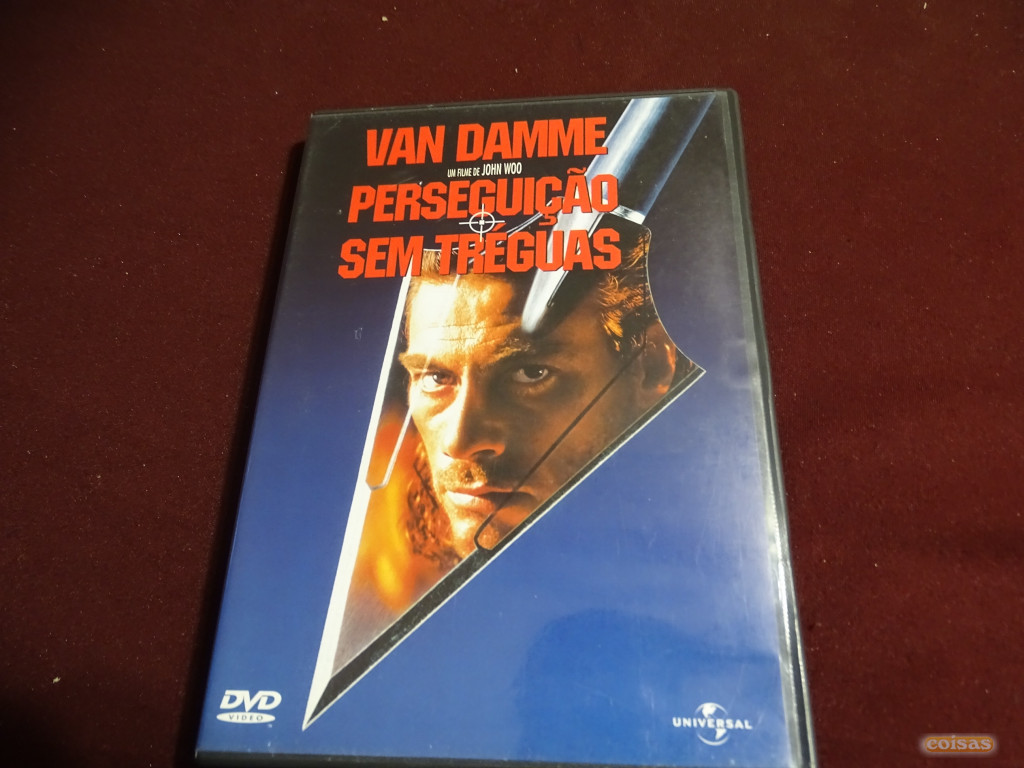 VAN DAMME
UM FILME DE JOHN WOO
PERSEGUIÇÃO
SEM TRÉGUAS
DVD
VIDEO
UNIVERSAL
coisas